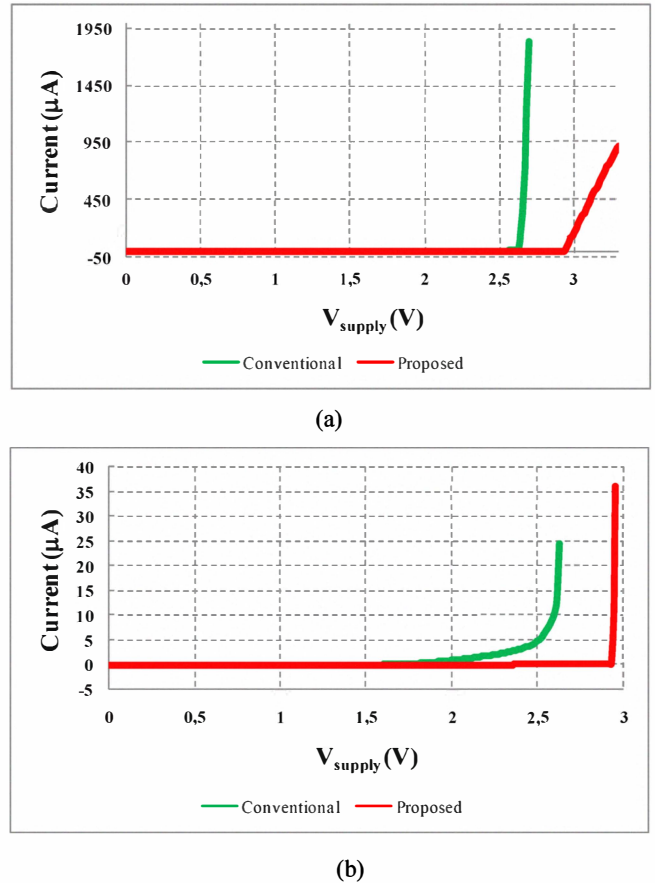 1950
1450
950
450
-50
Current (μA)
0 0,5 1 1,5 2 2,5 3
Vsupply (V)
Conventional Proposed
(a)
40
35
30
25
20
15
10
5
0
-5
Current (μA)
0 0,5 1 1,5 2 2,5 3
Vsupply (V)
Conventional Proposed
(b)